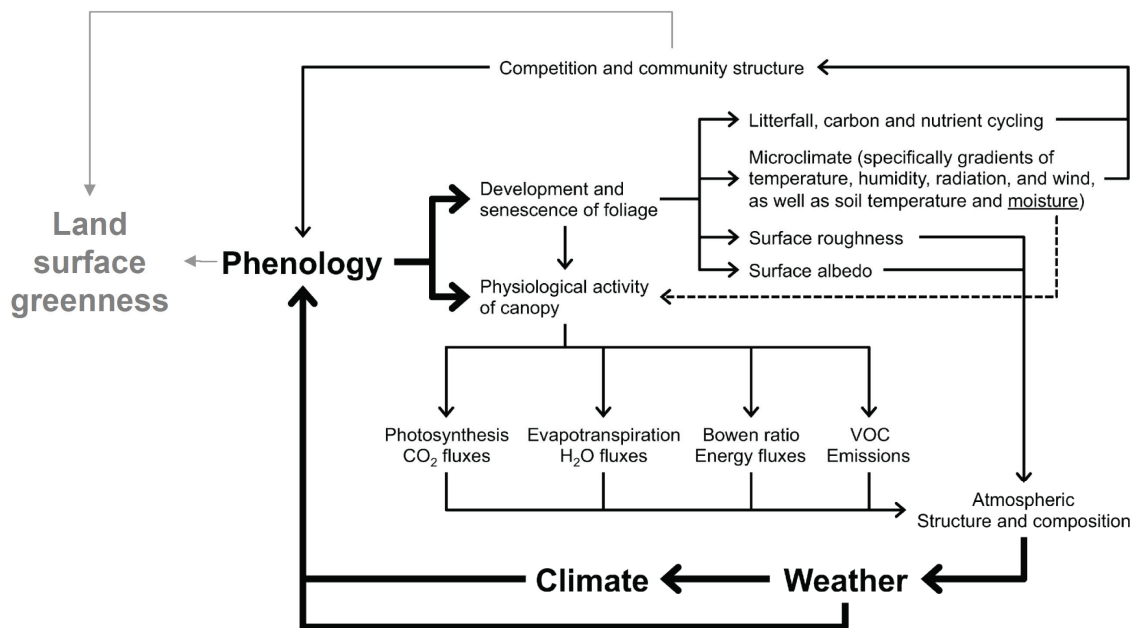 Competition and community structure
Litterfall, carbon and nutrient cycling
Microclimate (specifically gradients of
temperature, humidity, radiation, and wind,
as well as soil temperature and moisture)
Development and
senescence of foliage
Land
surface
greenness
Phenology
Surface roughness
Surface albedo
Physiological activity
of canopy
Photosynthesis
CO₂ fluxes
Evapotranspiration
H₂O fluxes
Bowen ratio
Energy fluxes
VOC
Emissions
Atmospheric
Structure and composition
Climate
Weather